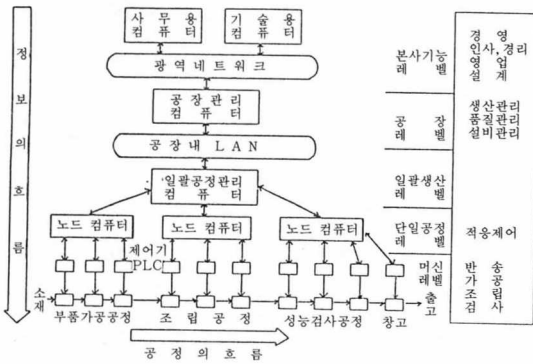 사 무 용
컴 퓨 터
기 술 용
컴 퓨 터
광 역 네 트 워 크
공 장 관 리
컴 퓨 터
공 장 내 L A N
일괄공정관리
컴 퓨 터
노드 컴퓨터
노드 컴퓨터
노드 컴퓨터
제어기
PLC
소
재
부품가공공정
조 립 공 정
성능검사공정
창고
출
고
공 정 의 흐 름
정 보 의 흐 름
본사기능
레 벨
경 영
인사, 경리
영 업
설 계
공 장
레 벨
생산관리
품질관리
설비관리
일괄생산
레 벨
단일공정
레 벨
적응제어
머신
레벨
반 송
가 공
조 립
검 사